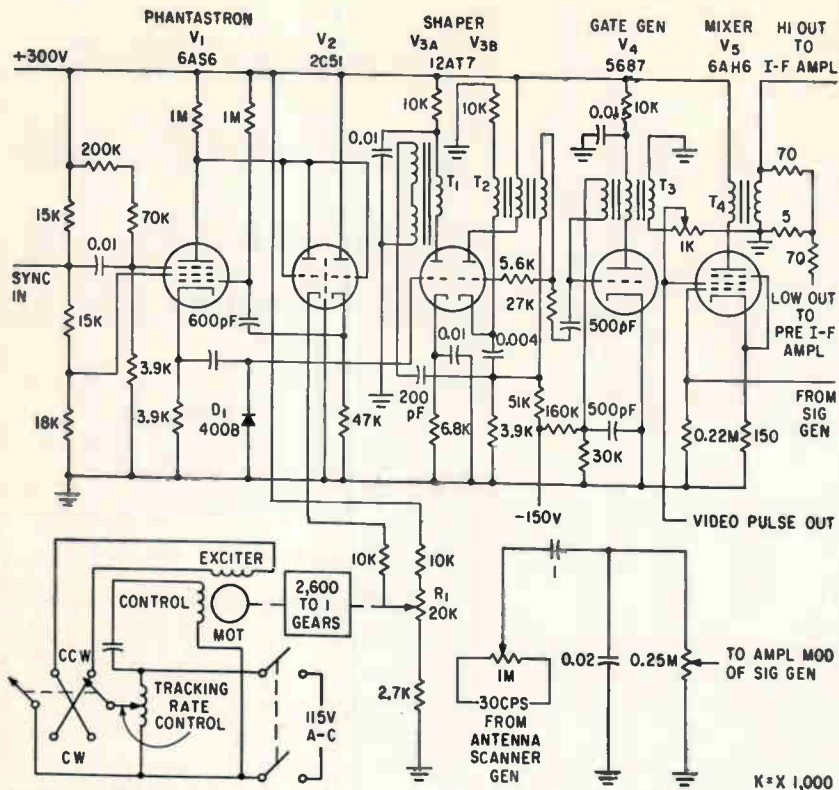 PHANTASTRON
V1
6AS6
V2
2C51
SHAPER
V3A V3B
12AT7
GATE GEN
V4
5687
MIXER
V5
6AH6
HI OUT
TO
I-F AMPL
+300V
1M
1M
10K
10K
0.01
10K
0.01
200K
15K
70K
T1
T2
T3
T4
70
5
1K
70
0.01
SYNC
IN
5.6K
27K
LOW OUT
TO
PRE I-F
AMPL
600pF
500pF
15K
0.01
0.004
3.9K
D1
400B
200
pF
51K
160K
500pF
FROM
SIG
GEN
18K
3.9K
47K
6.8K
3.9K
30K
0.22M
150
-150V
VIDEO PULSE OUT
EXCITER
10K
10K
CONTROL
MOT
2,600
TO 1
GEARS
R1
20K
1
CCW
TRACKING
RATE
CONTROL
CW
115V
A-C
2.7K
1M
30CPS
FROM
ANTENNA
SCANNER
GEN
0.02
0.25M
TO AMPL MOD
OF SIG GEN
K=X 1,000